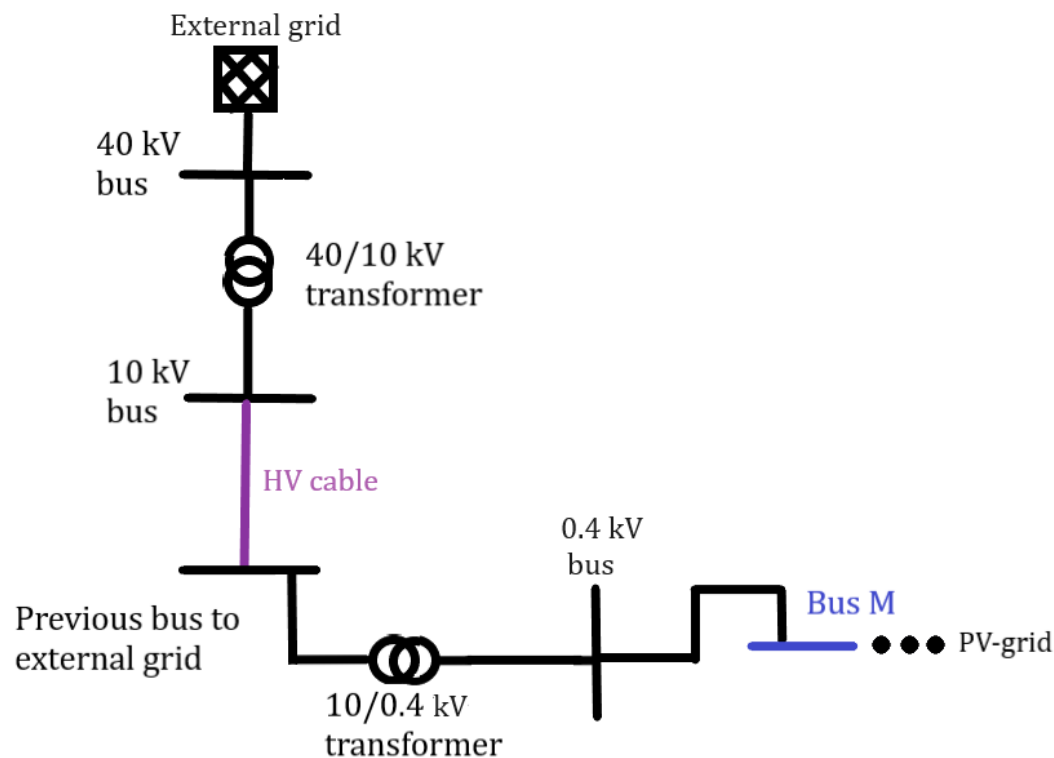 External grid
40 kV
bus
40/10 kV
transformer
10 kV
bus
HV cable
0.4 kV
bus
Previous bus to
external grid
Bus M
PV-grid
10/0.4 kV
transformer